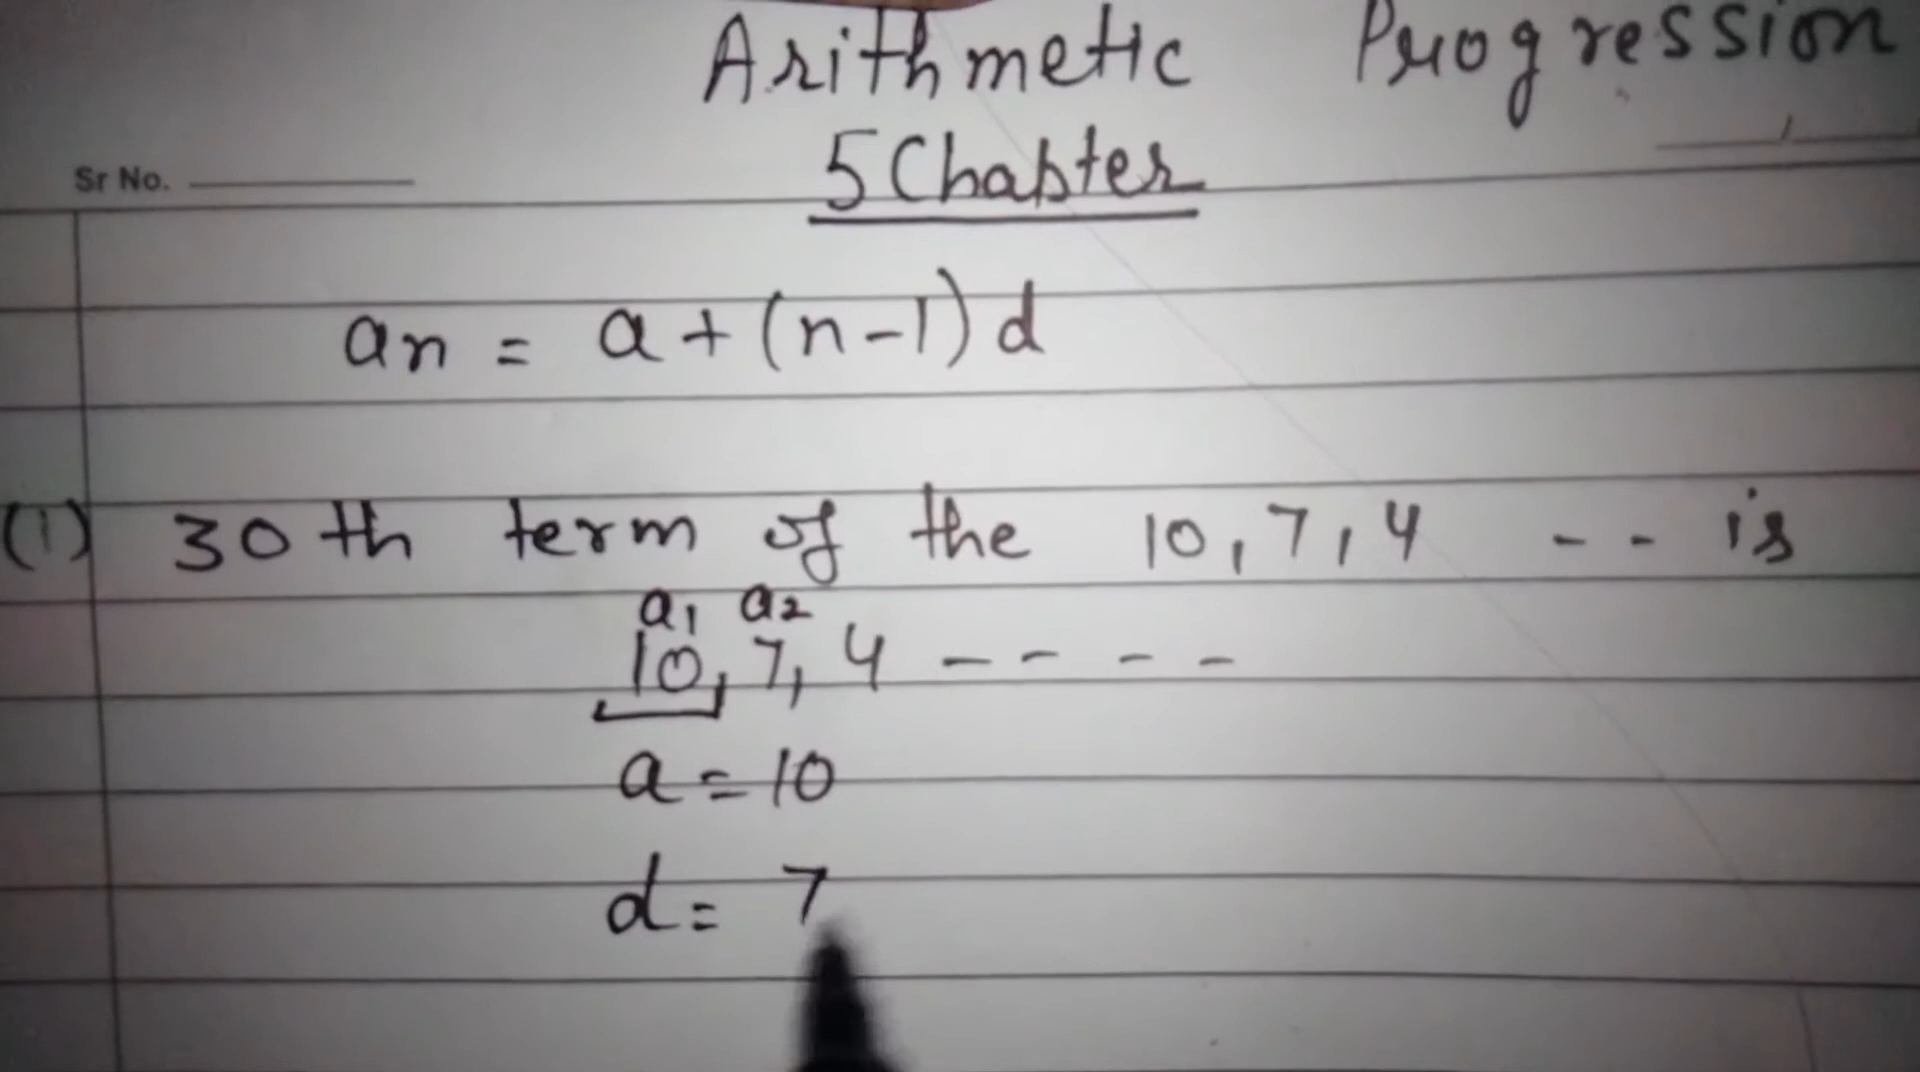 Arithmetic Progression
5 Chapter
Sr No.
an = a + (n-1) d
(1) 30 th term of the 10, 7, 4 - - is
a1 a2
10, 7, 4 - - - -
a = 10
d = 7